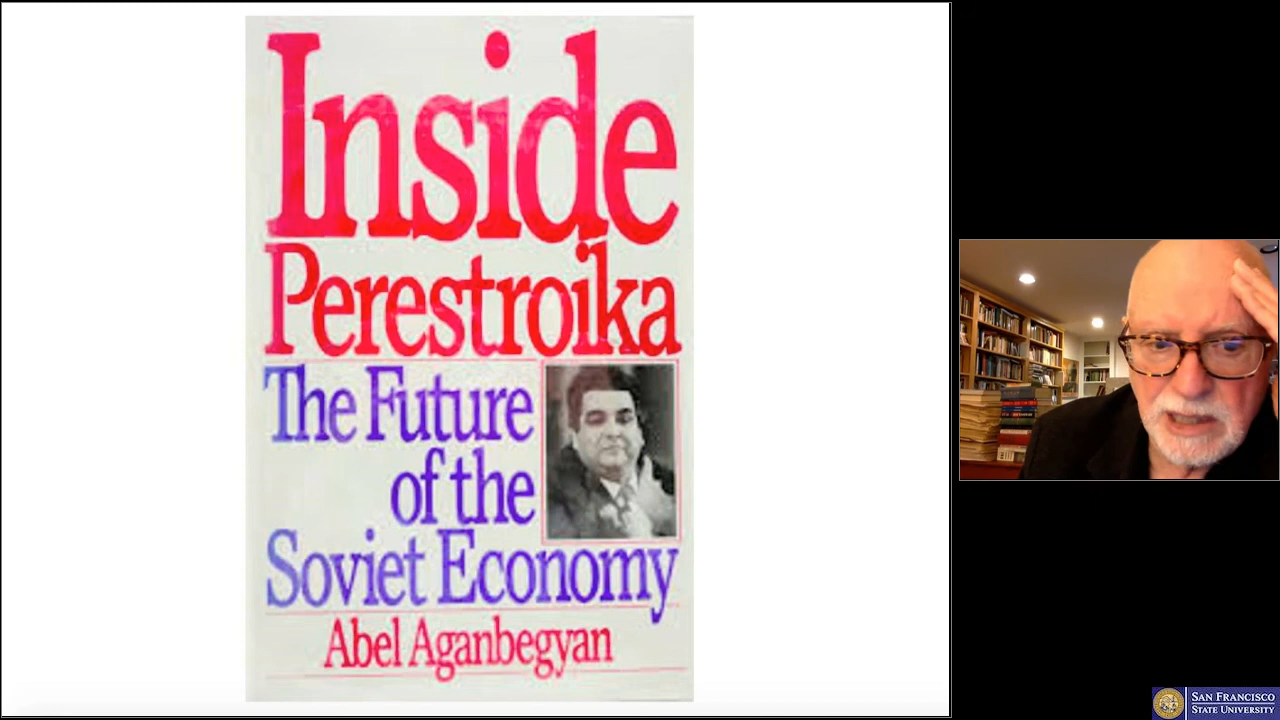 Inside
Perestroika
The Future
of the
Soviet Economy
Abel Aganbegyan
SAN FRANCISCO
STATE UNIVERSITY